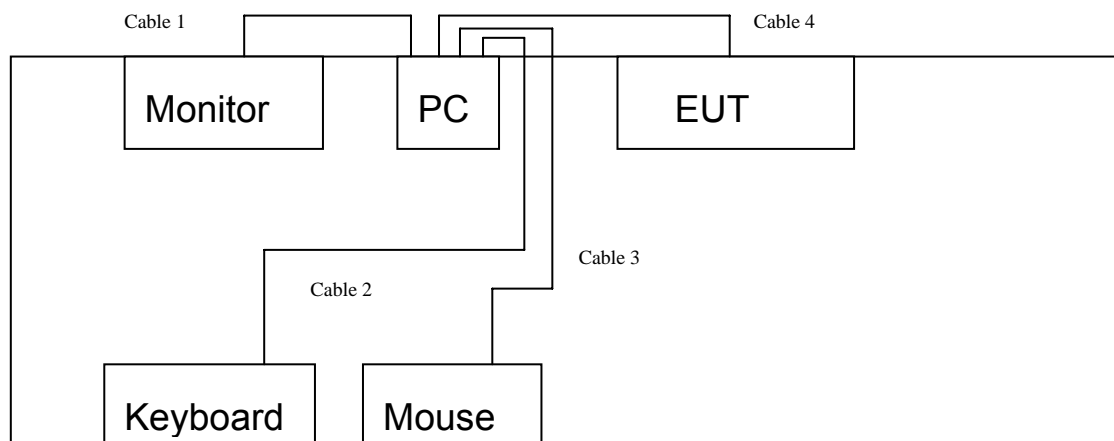 Cable 1
Cable 4
Monitor
PC
EUT
Cable 3
Cable 2
Keyboard
Mouse